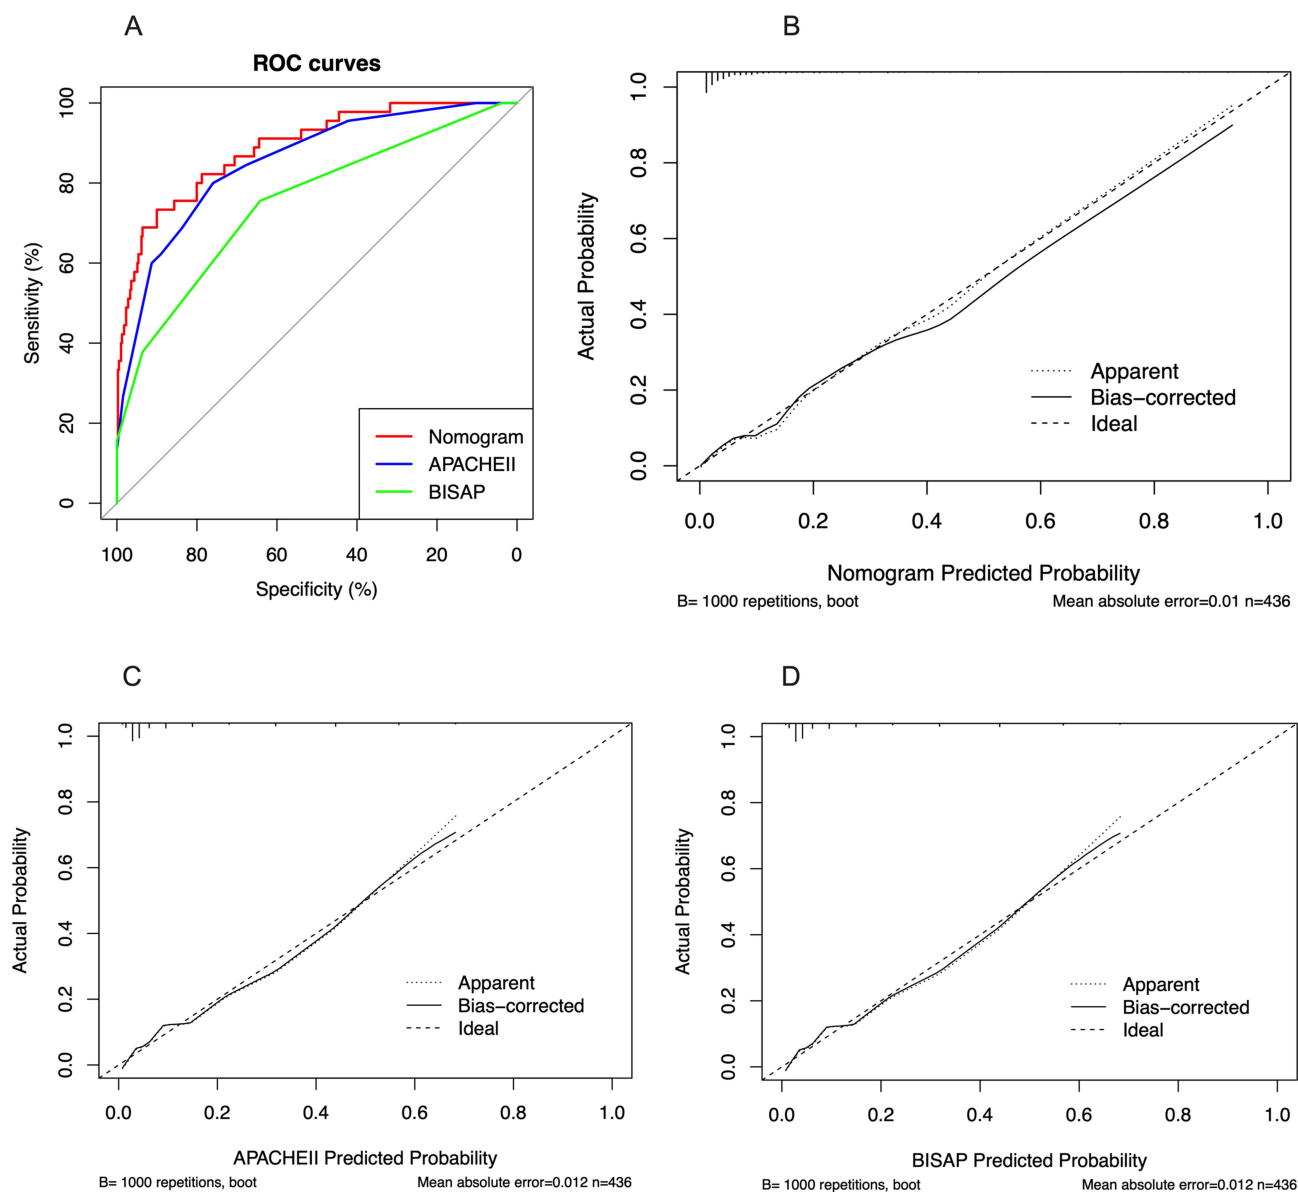 A
ROC curves
Sensitivity (%)
100
80
60
40
20
0
Nomogram
APACHEII
BISAP
100 80 60 40 20 0
Specificity (%)
B
Actual Probability
1.0
0.8
0.6
0.4
0.2
0.0
Apparent
Bias-corrected
Ideal
0.0 0.2 0.4 0.6 0.8 1.0
Nomogram Predicted Probability
B= 1000 repetitions, boot Mean absolute error=0.01 n=436
C
Actual Probability
1.0
0.8
0.6
0.4
0.2
0.0
Apparent
Bias-corrected
Ideal
0.0 0.2 0.4 0.6 0.8 1.0
APACHEII Predicted Probability
B= 1000 repetitions, boot Mean absolute error=0.012 n=436
D
Actual Probability
1.0
0.8
0.6
0.4
0.2
0.0
Apparent
Bias-corrected
Ideal
0.0 0.2 0.4 0.6 0.8 1.0
BISAP Predicted Probability
B= 1000 repetitions, boot Mean absolute error=0.012 n=436